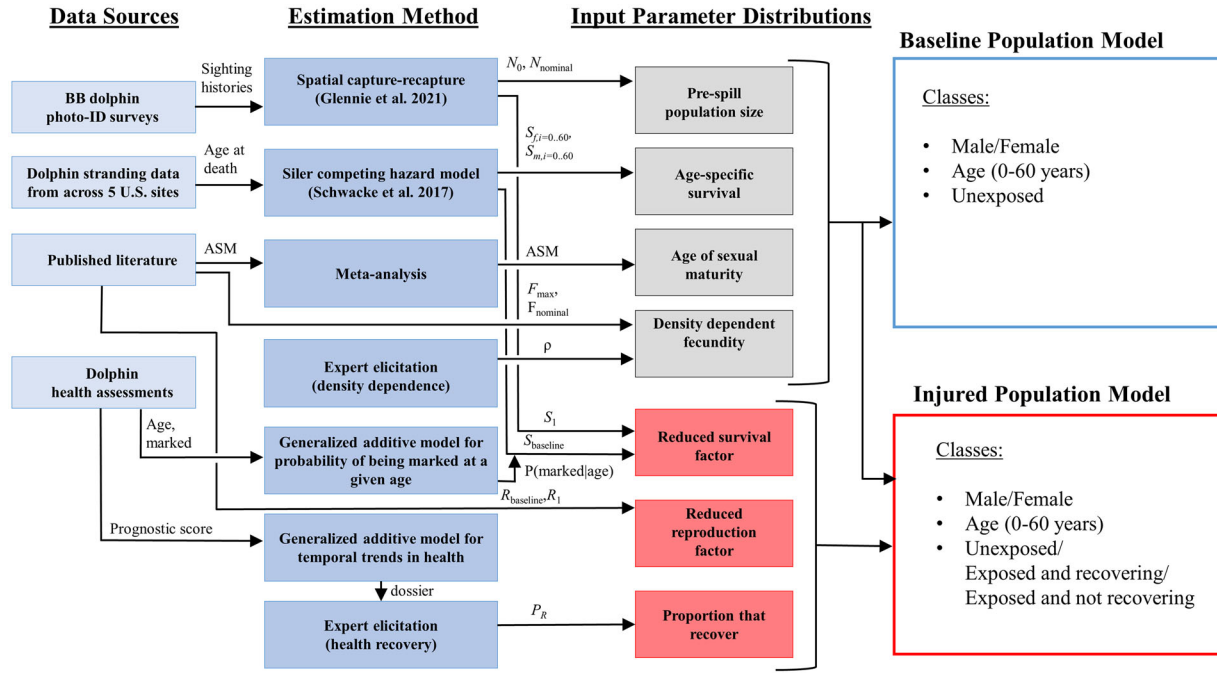 Data Sources
Estimation Method
Input Parameter Distributions
BB dolphin
photo-ID surveys
Sighting
histories
Spatial capture-recapture
(Glennie et al. 2021)
N0, Nnominal
Pre-spill
population size
Dolphin stranding data
from across 5 U.S. sites
Age at
death
Siler competing hazard model
(Schwacke et al. 2017)
Sf,i=0..60,
Sm,i=0..60
Age-specific
survival
Published literature
ASM
Meta-analysis
ASM
Age of sexual
maturity
Fmax,
Fnominal
Density dependent
fecundity
Expert elicitation
(density dependence)
ρ
Dolphin
health assessments
Age,
marked
Generalized additive model for
probability of being marked at a
given age
S1
Sbaseline
P(marked|age)
Reduced survival
factor
Rbaseline,R1
Reduced
reproduction
factor
Prognostic score
Generalized additive model for
temporal trends in health
dossier
Expert elicitation
(health recovery)
PR
Proportion that
recover
Baseline Population Model
Classes:
• Male/Female
• Age (0-60 years)
• Unexposed
Injured Population Model
Classes:
• Male/Female
• Age (0-60 years)
• Unexposed/
Exposed and recovering/
Exposed and not recovering